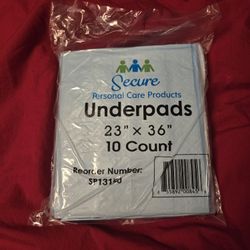 Secure
Personal Care Products
Underpads
23" × 36"
10 Count
Reorder Number: